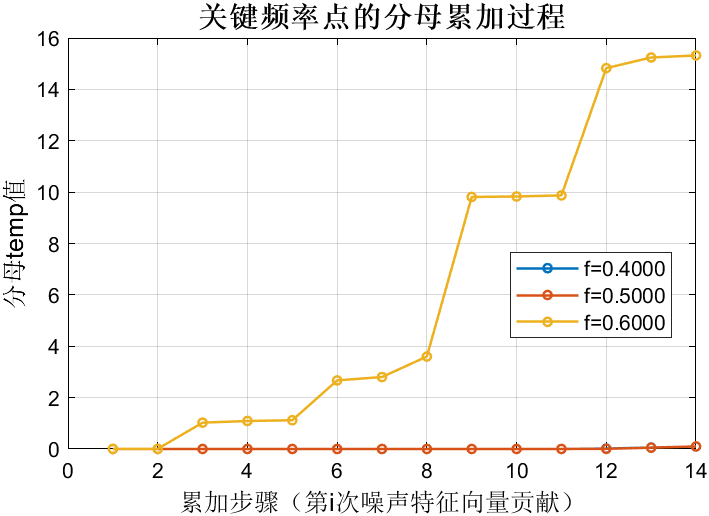 关键频率点的分母累加过程
16
14
12
10
8
6
4
2
0
分母temp值
f=0.4000
f=0.5000
f=0.6000
0 2 4 6 8 10 12 14
累加步骤（第i次噪声特征向量贡献）